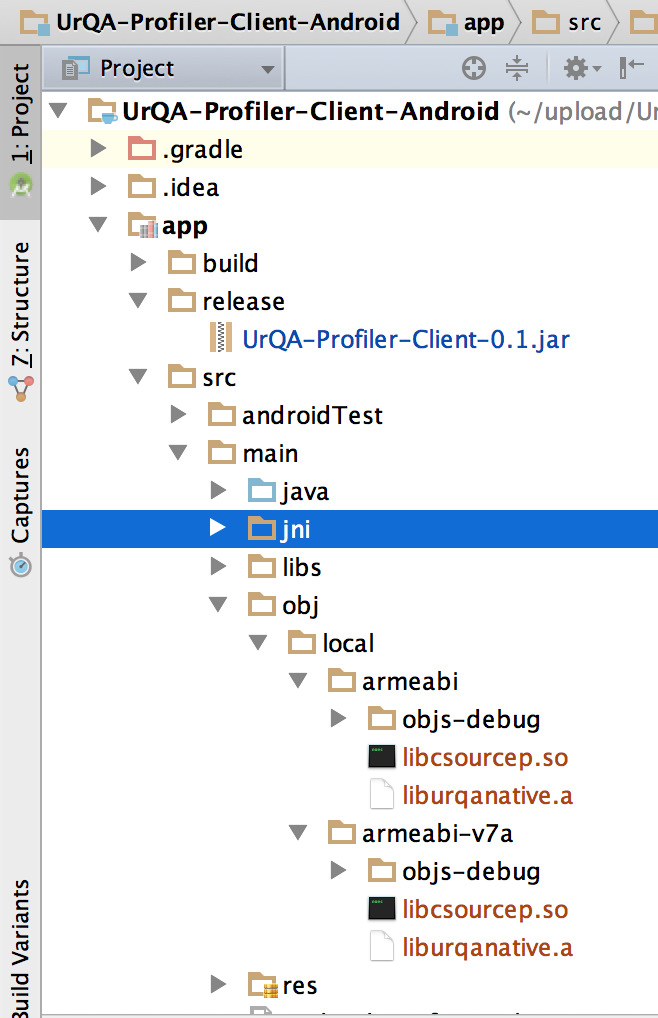 UrQA-Profiler-Client-Android app src
Project
1: Project
7: Structure
Captures
Build Variants
UrQA-Profiler-Client-Android (~/upload/Ur
.gradle
.idea
app
build
release
UrQA-Profiler-Client-0.1.jar
src
androidTest
main
java
jni
libs
obj
local
armeabi
objs-debug
libcsourcep.so
liburqanative.a
armeabi-v7a
objs-debug
libcsourcep.so
liburqanative.a
res